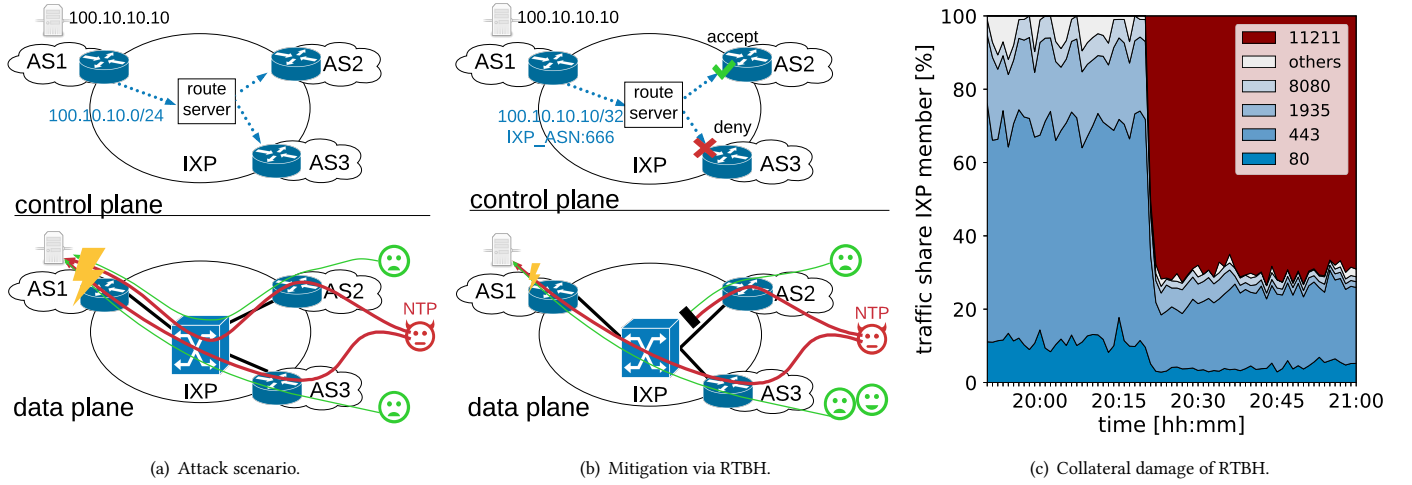 100.10.10.10
AS1
AS2
route
server
100.10.10.0/24
IXP
AS3
control plane
AS1
AS2
NTP
IXP
AS3
data plane
(a) Attack scenario.
100.10.10.10
accept
AS1
AS2
route
server
100.10.10.10/32
IXP_ASN:666
deny
IXP
AS3
control plane
AS1
AS2
NTP
IXP
AS3
data plane
(b) Mitigation via RTBH.
traffic share IXP member [%]
100
80
60
40
20
0
11211
others
8080
1935
443
80
20:00
20:15
20:30
20:45
21:00
time [hh:mm]
(c) Collateral damage of RTBH.